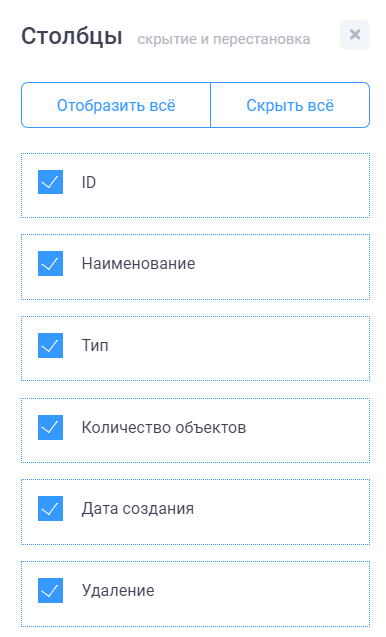 Столбцы скрытие и перестановка
Отобразить всё Скрыть всё
ID
Наименование
Тип
Количество объектов
Дата создания
Удаление